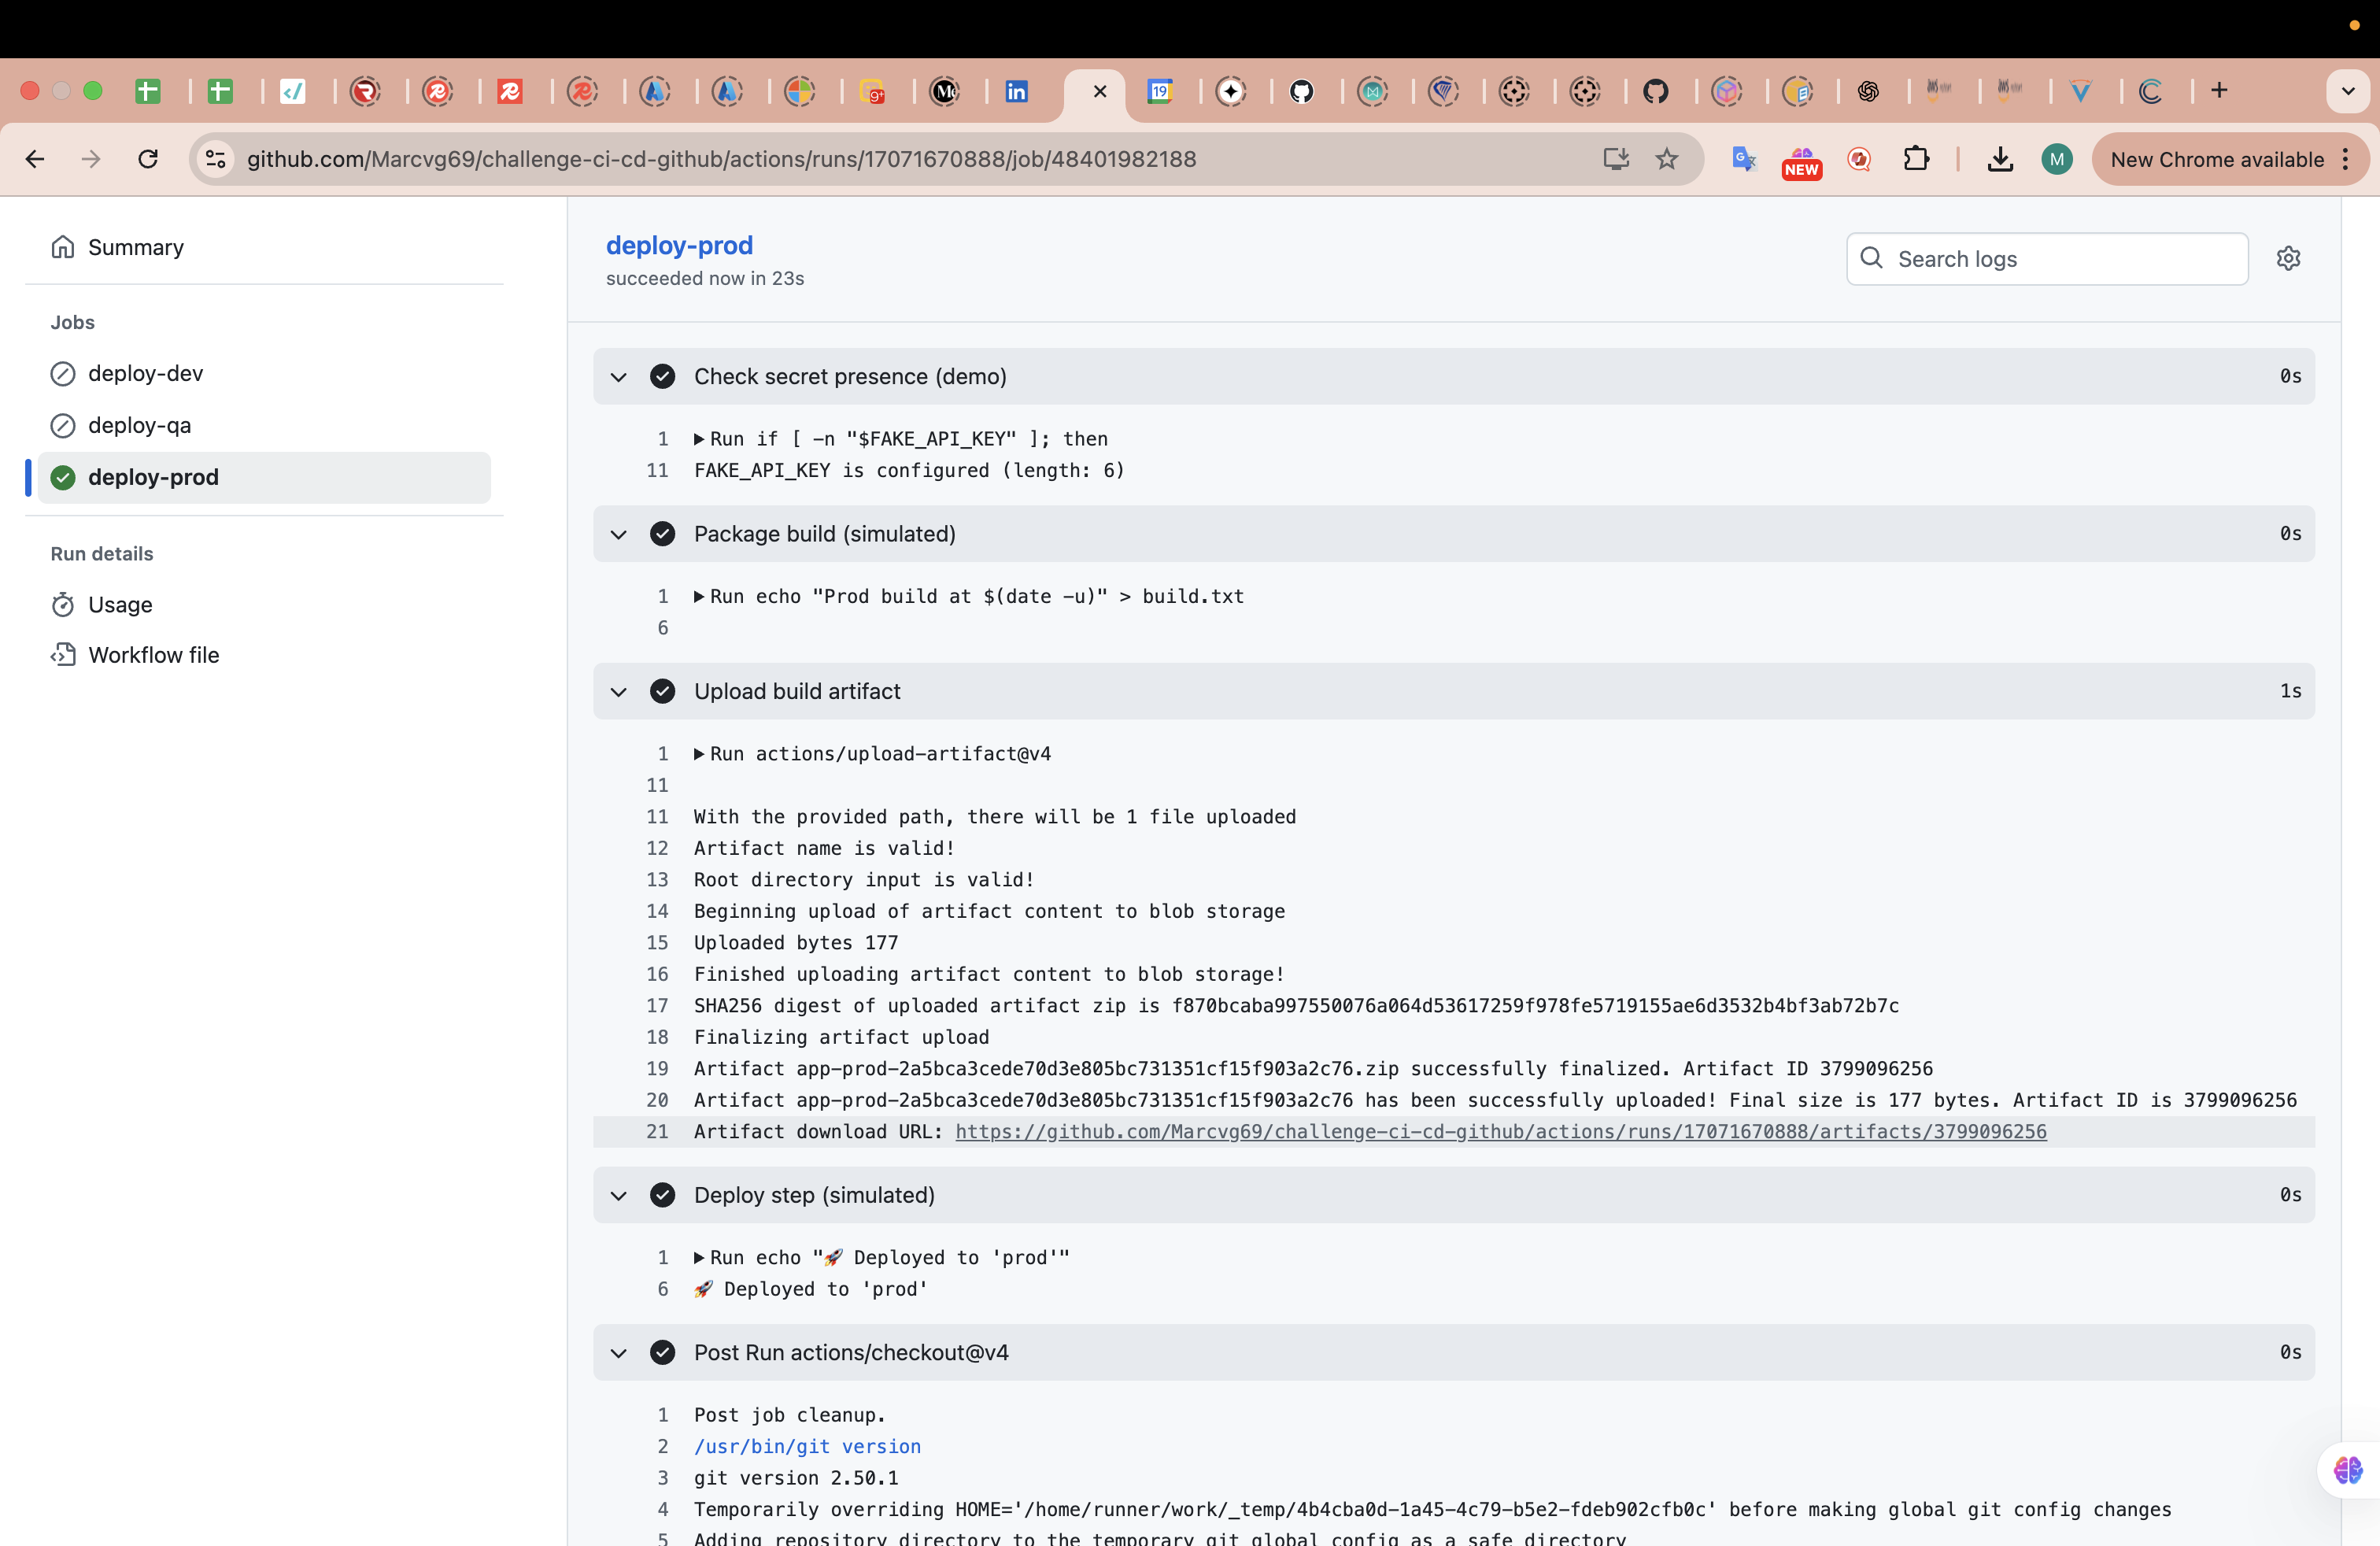 19
github.com/Marcvg69/challenge-ci-cd-github/actions/runs/17071670888/job/48401982188
NEW
M
New Chrome available
Summary
Jobs
deploy-dev
deploy-qa
deploy-prod
Run details
Usage
Workflow file
deploy-prod
succeeded now in 23s
Search logs
Check secret presence (demo) 0s
1 Run if [ -n "$FAKE_API_KEY" ]; then
11 FAKE_API_KEY is configured (length: 6)
Package build (simulated) 0s
1 Run echo "Prod build at $(date -u)" > build.txt
6
Upload build artifact 1s
1 Run actions/upload-artifact@v4
11
11 With the provided path, there will be 1 file uploaded
12 Artifact name is valid!
13 Root directory input is valid!
14 Beginning upload of artifact content to blob storage
15 Uploaded bytes 177
16 Finished uploading artifact content to blob storage!
17 SHA256 digest of uploaded artifact zip is f870bcaba997550076a064d53617259f978fe5719155ae6d3532b4bf3ab72b7c
18 Finalizing artifact upload
19 Artifact app-prod-2a5bca3cede70d3e805bc731351cf15f903a2c76.zip successfully finalized. Artifact ID 3799096256
20 Artifact app-prod-2a5bca3cede70d3e805bc731351cf15f903a2c76 has been successfully uploaded! Final size is 177 bytes. Artifact ID is 3799096256
21 Artifact download URL: https://github.com/Marcvg69/challenge-ci-cd-github/actions/runs/17071670888/artifacts/3799096256
Deploy step (simulated) 0s
1 Run echo "🚀 Deployed to 'prod'"
6 🚀 Deployed to 'prod'
Post Run actions/checkout@v4 0s
1 Post job cleanup.
2 /usr/bin/git version
3 git version 2.50.1
4 Temporarily overriding HOME='/home/runner/work/_temp/4b4cba0d-1a45-4c79-b5e2-fdeb902cfb0c' before making global git config changes
5 Adding repository directory to the temporary git global config as a safe directory